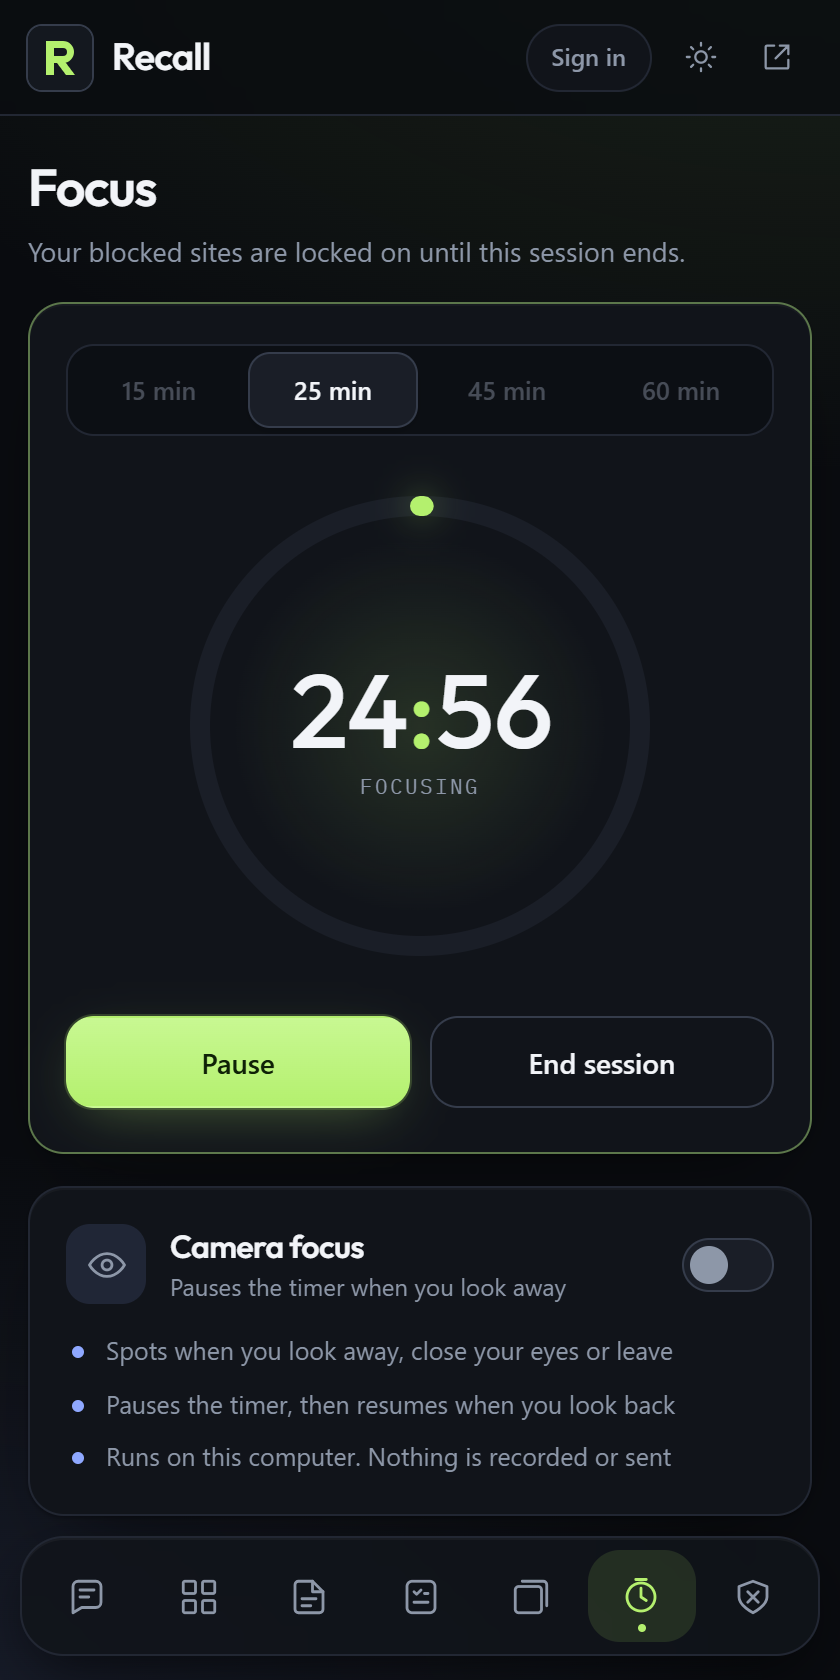 R Recall
Sign in
Focus
Your blocked sites are locked on until this session ends.
15 min 25 min 45 min 60 min
24:56
FOCUSING
Pause End session
Camera focus
Pauses the timer when you look away
Spots when you look away, close your eyes or leave
Pauses the timer, then resumes when you look back
Runs on this computer. Nothing is recorded or sent